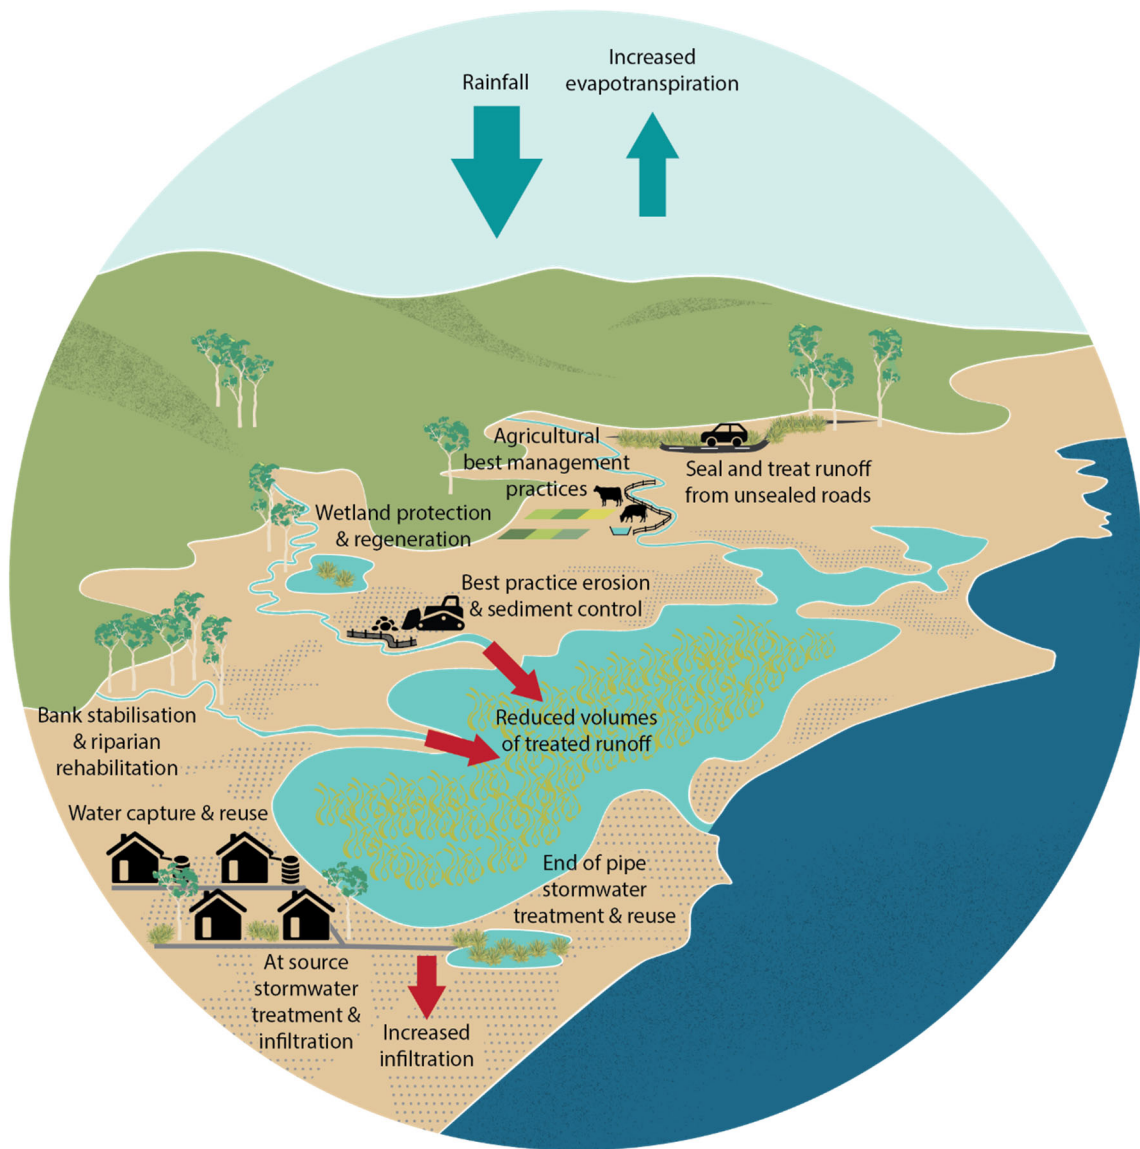 Rainfall
Increased
evapotranspiration
Agricultural
best management
practices
Seal and treat runoff
from unsealed roads
Wetland protection
& regeneration
Best practice erosion
& sediment control
Reduced volumes
of treated runoff
Bank stabilisation
& riparian
rehabilitation
Water capture & reuse
End of pipe
stormwater
treatment & reuse
At source
stormwater
treatment &
infiltration
Increased
infiltration